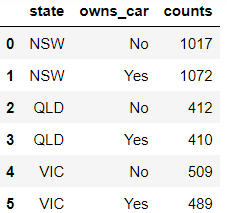 state owns_car counts
0 NSW No 1017
1 NSW Yes 1072
2 QLD No 412
3 QLD Yes 410
4 VIC No 509
5 VIC Yes 489